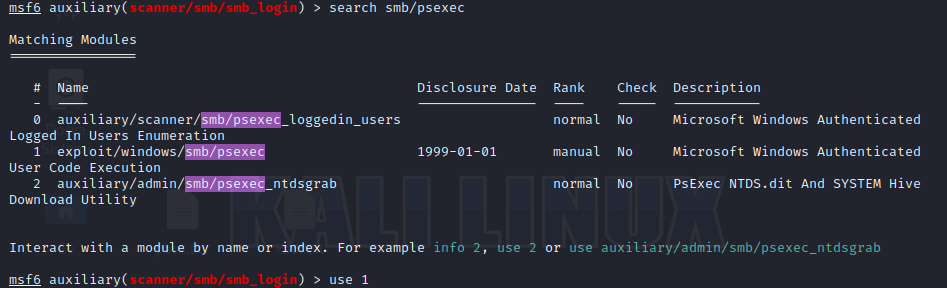 msf6 auxiliary(scanner/smb/smb_login) > search smb/psexec
Matching Modules
================
#  Name                                         Disclosure Date  Rank    Check  Description
-  ----                                         ---------------  ----    -----  -----------
0  auxiliary/scanner/smb/psexec_loggedin_users                   normal  No     Microsoft Windows Authenticated
Logged In Users Enumeration
1  exploit/windows/smb/psexec                   1999-01-01       manual  No     Microsoft Windows Authenticated
User Code Execution
2  auxiliary/admin/smb/psexec_ntdsgrab                           normal  No     PsExec NTDS.dit And SYSTEM Hive
Download Utility
KALI LINUX
Interact with a module by name or index. For example info 2, use 2 or use auxiliary/admin/smb/psexec_ntdsgrab
msf6 auxiliary(scanner/smb/smb_login) > use 1